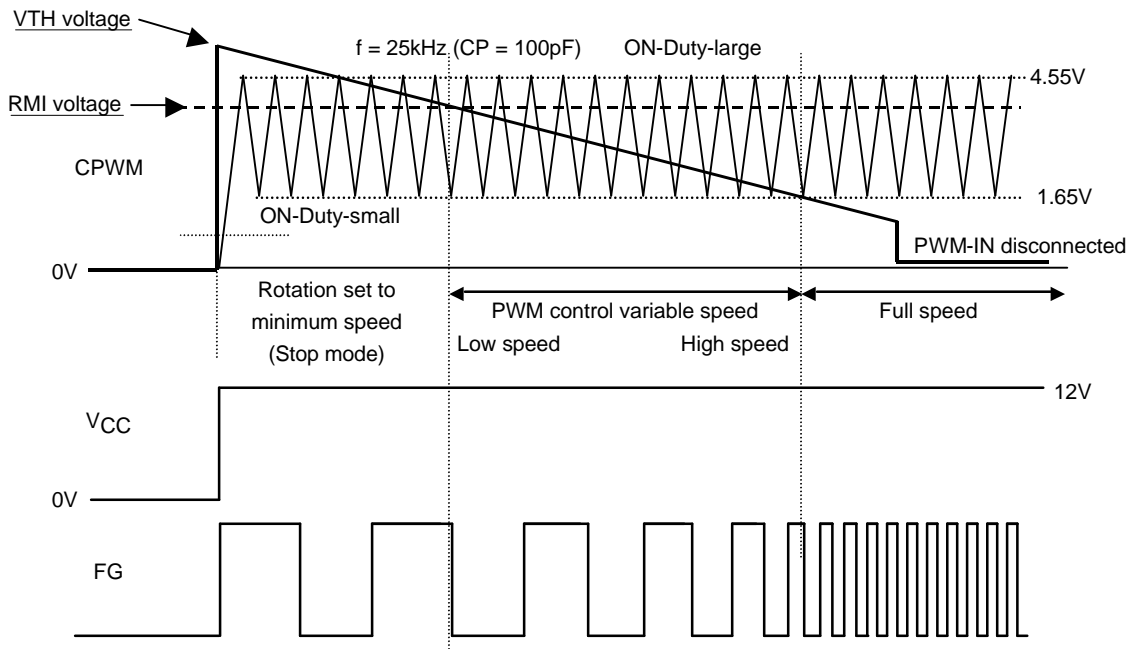 VTH voltage
f = 25kHz (CP = 100pF)
ON-Duty-large
4.55V
RMI voltage
CPWM
1.65V
ON-Duty-small
PWM-IN disconnected
0V
Rotation set to
minimum speed
(Stop mode)
PWM control variable speed
Low speed
High speed
Full speed
12V
VCC
0V
FG